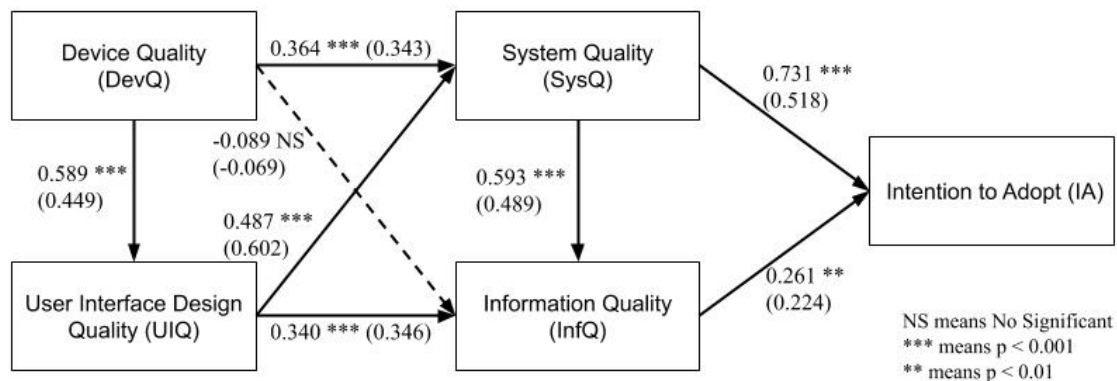 Device Quality
(DevQ)
0.364 *** (0.343)
System Quality
(SysQ)
0.731 ***
(0.518)
-0.089 NS
(-0.069)
0.589 ***
(0.449)
0.593 ***
(0.489)
Intention to Adopt (IA)
0.487 ***
(0.602)
User Interface Design
Quality (UIQ)
0.340 *** (0.346)
Information Quality
(InfQ)
0.261 **
(0.224)
NS means No Significant
*** means p < 0.001
** means p < 0.01